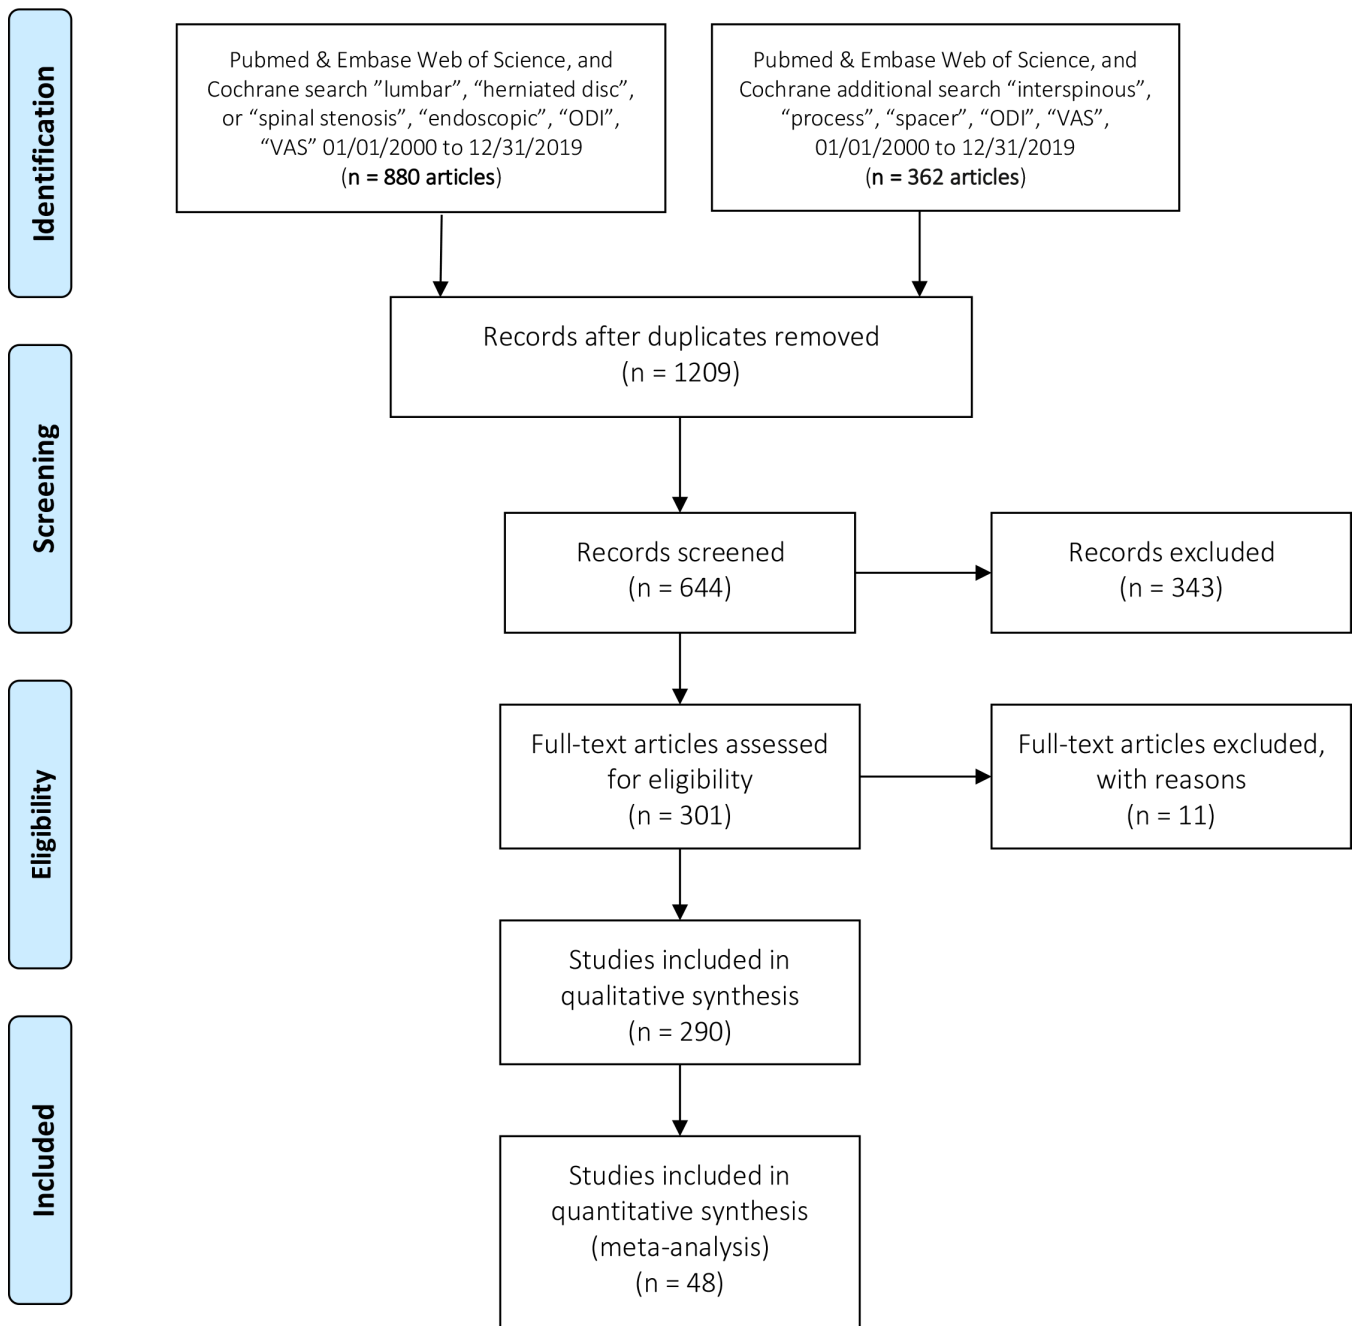 Identification
Pubmed & Embase Web of Science, and
Cochrane search ”lumbar”, “herniated disc”,
or “spinal stenosis”, “endoscopic”, “ODI”,
“VAS” 01/01/2000 to 12/31/2019
(n = 880 articles)
Pubmed & Embase Web of Science, and
Cochrane additional search “interspinous”,
“process”, “spacer”, “ODI”, “VAS”,
01/01/2000 to 12/31/2019
(n = 362 articles)
Records after duplicates removed
(n = 1209)
Screening
Records screened
(n = 644)
Records excluded
(n = 343)
Eligibility
Full-text articles assessed
for eligibility
(n = 301)
Full-text articles excluded,
with reasons
(n = 11)
Studies included in
qualitative synthesis
(n = 290)
Included
Studies included in
quantitative synthesis
(meta-analysis)
(n = 48)